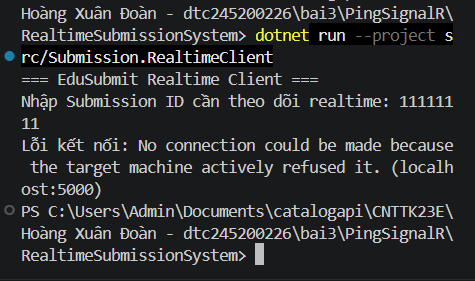 Hoàng Xuân Đoàn - dtc245200226\bai3\PingSignalR\
RealtimeSubmissionSystem> dotnet run --project s
rc/Submission.RealtimeClient
=== EduSubmit Realtime Client ===
Nhập Submission ID cần theo dõi realtime: 111111
11
Lỗi kết nối: No connection could be made because
 the target machine actively refused it. (localh
ost:5000)
PS C:\Users\Admin\Documents\catalogapi\CNTTK23E\
Hoàng Xuân Đoàn - dtc245200226\bai3\PingSignalR\
RealtimeSubmissionSystem>